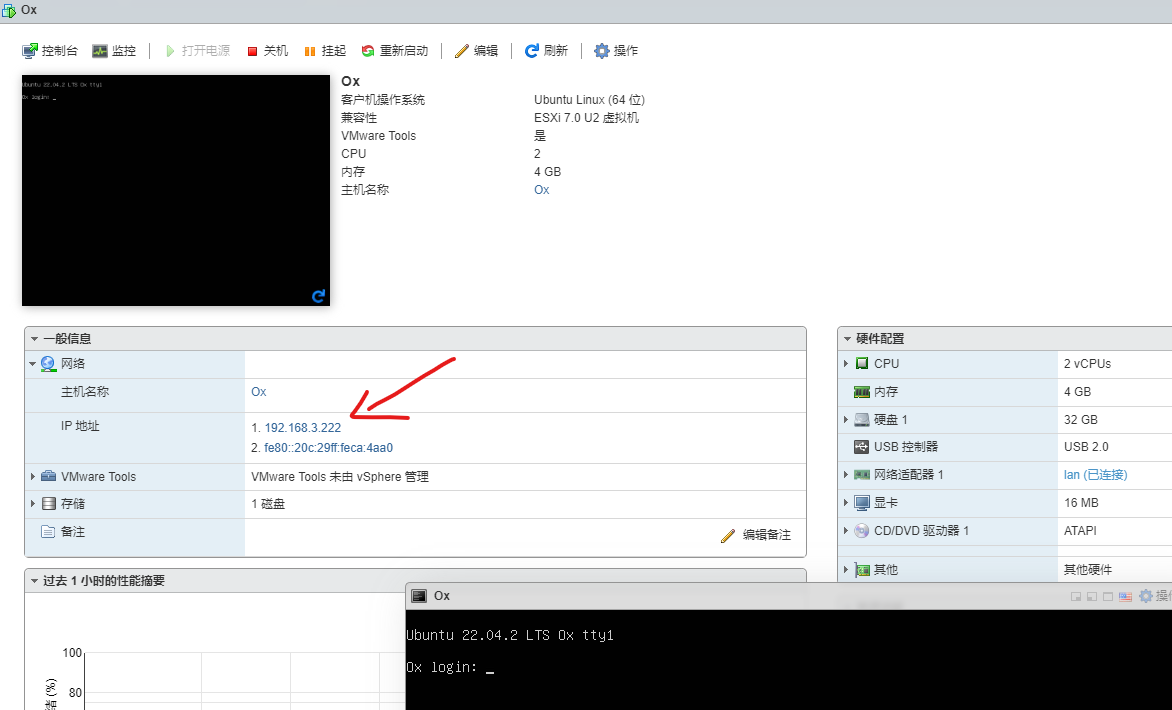 Ox
控制台 监控 打开电源 关机 挂起 重新启动 编辑 刷新 操作
Ubuntu 22.04.2 LTS Ox tty1
Ox login: _
Ox
客户机操作系统 Ubuntu Linux (64 位)
兼容性 ESXi 7.0 U2 虚拟机
VMware Tools 是
CPU 2
内存 4 GB
主机名称 Ox
一般信息
网络
主机名称 Ox
IP 地址 1. 192.168.3.222
2. fe80::20c:29ff:feca:4aa0
VMware Tools VMware Tools 未由 vSphere 管理
存储 1 磁盘
备注 编辑备注
硬件配置
CPU 2 vCPUs
内存 4 GB
硬盘 1 32 GB
USB 控制器 USB 2.0
网络适配器 1 lan (已连接)
显卡 16 MB
CD/DVD 驱动器 1 ATAPI
其他 其他硬件
过去 1 小时的性能摘要
100
80
(%)
Ox 操
Ubuntu 22.04.2 LTS Ox tty1
Ox login: _